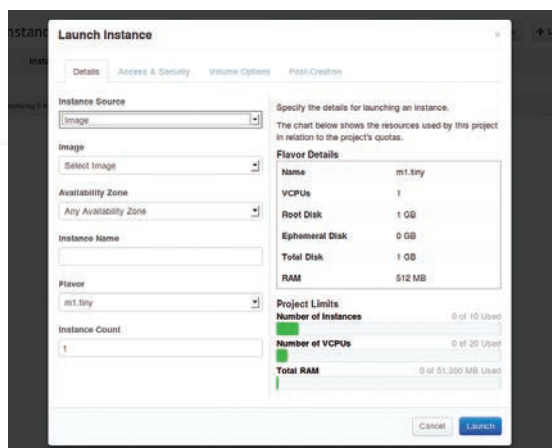 Launch Instance
×
Details
Access & Security
Volume Options
Post-Creation
Instance Source
Image
Image
Select Image
Availability Zone
Any Availability Zone
Instance Name
Flavor
m1.tiny
Instance Count
1
Specify the details for launching an instance.
The chart below shows the resources used by this project
in relation to the project's quotas.
Flavor Details
Name m1.tiny
VCPUs 1
Root Disk 1 GB
Ephemeral Disk 0 GB
Total Disk 1 GB
RAM 512 MB
Project Limits
Number of Instances 0 of 10 Used
Number of VCPUs 0 of 20 Used
Total RAM 0 of 51,200 MB Used
Cancel
Launch